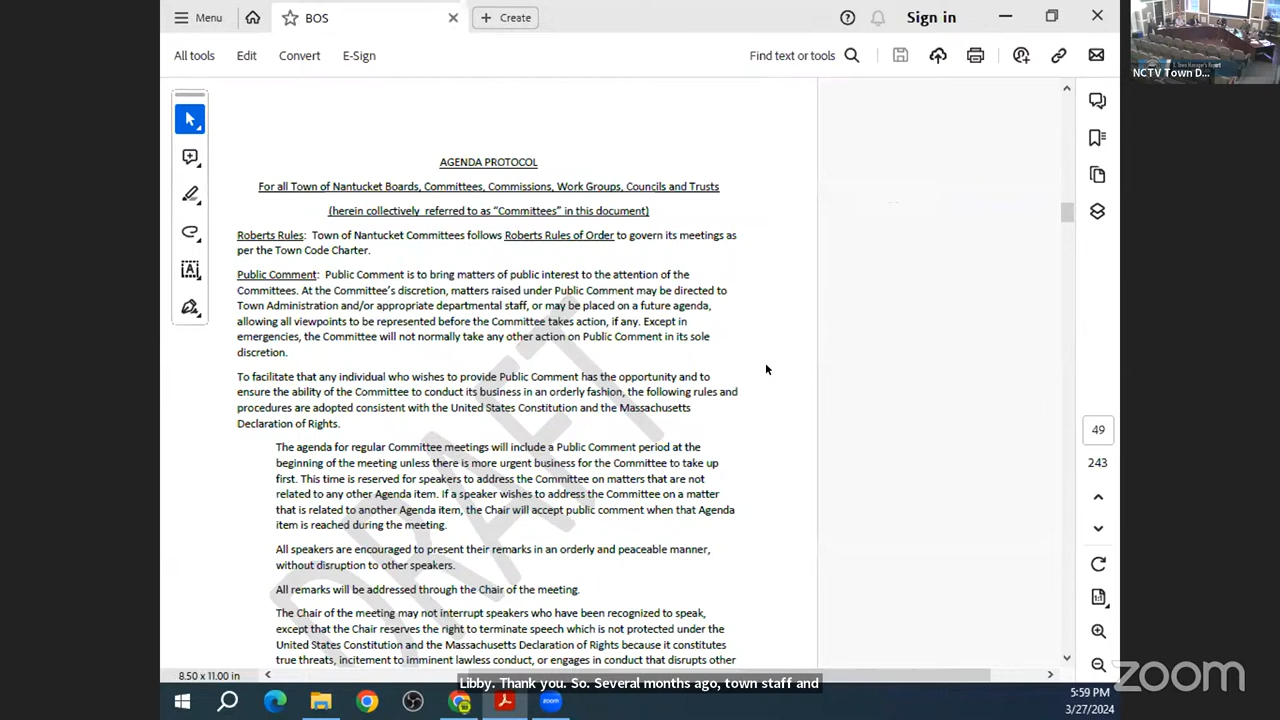 Menu
BOS
Create
Sign in
All tools
Edit
Convert
E-Sign
Find text or tools
NCTV Town D...
AGENDA PROTOCOL
For all Town of Nantucket Boards, Committees, Commissions, Work Groups, Councils and Trusts
(herein collectively referred to as “Committees” in this document)
Roberts Rules: Town of Nantucket Committees follows Roberts Rules of Order to govern its meetings as
per the Town Code Charter.
Public Comment: Public Comment is to bring matters of public interest to the attention of the
Committees. At the Committee’s discretion, matters raised under Public Comment may be directed to
Town Administration and/or appropriate departmental staff, or may be placed on a future agenda,
allowing all viewpoints to be represented before the Committee takes action, if any. Except in
emergencies, the Committee will not normally take any other action on Public Comment in its sole
discretion.
To facilitate that any individual who wishes to provide Public Comment has the opportunity and to
ensure the ability of the Committee to conduct its business in an orderly fashion, the following rules and
procedures are adopted consistent with the United States Constitution and the Massachusetts
Declaration of Rights.
The agenda for regular Committee meetings will include a Public Comment period at the
beginning of the meeting unless there is more urgent business for the Committee to take up
first. This time is reserved for speakers to address the Committee on matters that are not
related to any other Agenda item. If a speaker wishes to address the Committee on a matter
that is related to another Agenda item, the Chair will accept public comment when that Agenda
item is reached during the meeting.
All speakers are encouraged to present their remarks in an orderly and peaceable manner,
without disruption to other speakers.
All remarks will be addressed through the Chair of the meeting.
The Chair of the meeting may not interrupt speakers who have been recognized to speak,
except that the Chair reserves the right to terminate speech which is not protected under the
United States Constitution and the Massachusetts Declaration of Rights because it constitutes
true threats, incitement to imminent lawless conduct, or engages in conduct that disrupts other
DRAFT
49
243
1:1
8.50 x 11.00 in
Libby. Thank you. So. Several months ago, town staff and
zoom
5:59 PM
3/27/2024
zoom